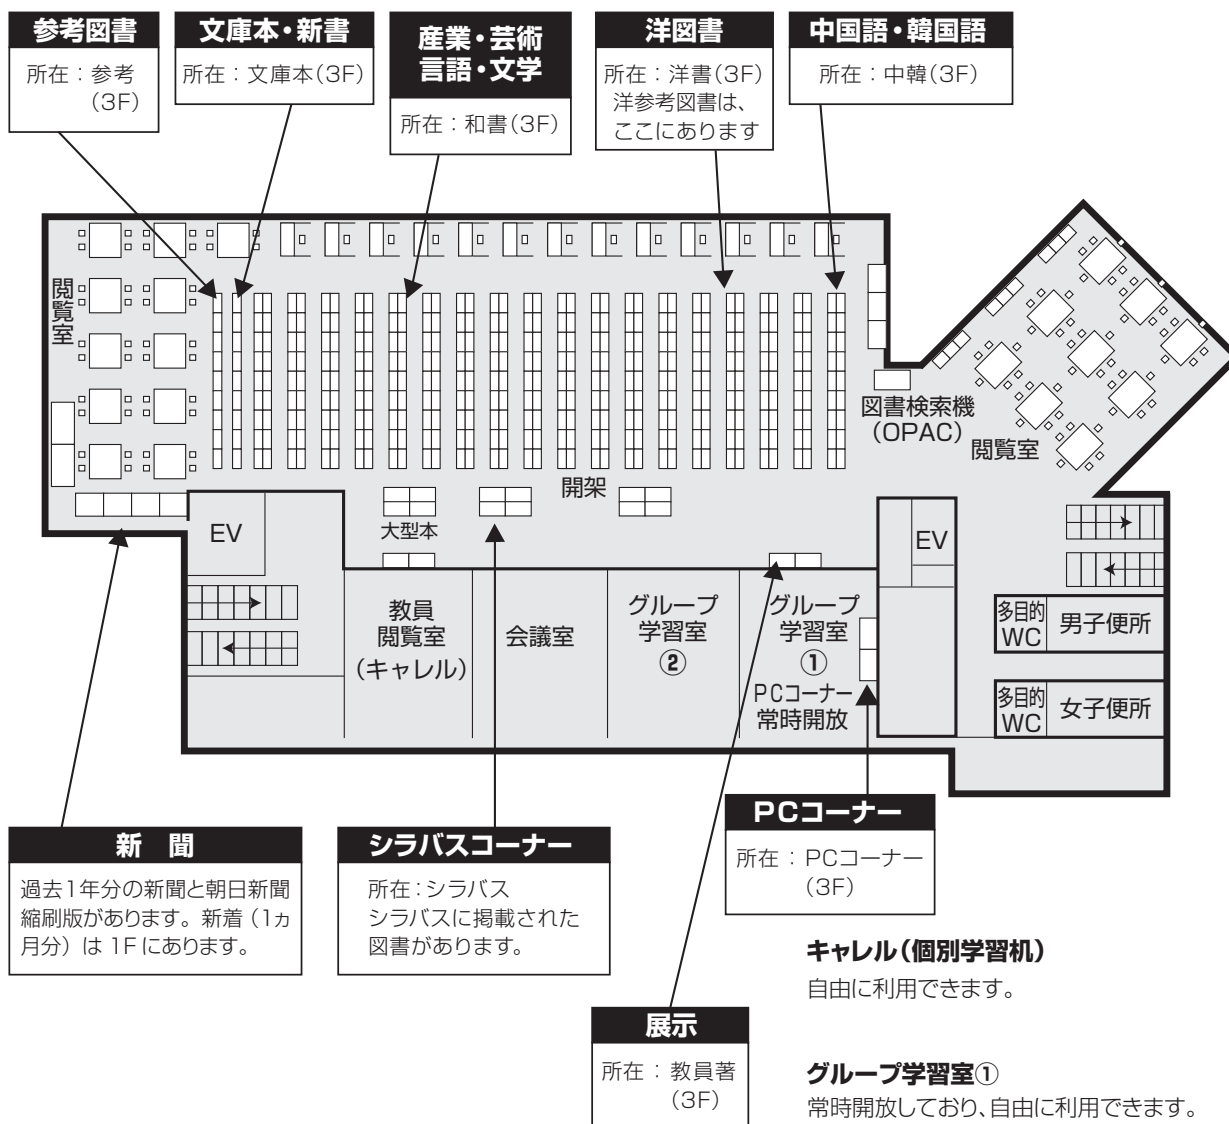 参考図書
所在：参考
(3F)
文庫本・新書
所在：文庫本(3F)
産業・芸術
言語・文学
所在：和書(3F)
洋図書
所在：洋書(3F)
洋参考図書は、
ここにあります
中国語・韓国語
所在：中韓(3F)
閲覧室
図書検索機
(OPAC)
閲覧室
開架
大型本
EV
EV
教員
閲覧室
(キャレル)
会議室
グループ
学習室
②
グループ
学習室
①
PCコーナー
常時開放
多目的
WC
男子便所
多目的
WC
女子便所
新　聞
過去1年分の新聞と朝日新聞
縮刷版があります。新着（1ヵ
月分）は 1F にあります。
シラバスコーナー
所在：シラバス
シラバスに掲載された
図書があります。
PCコーナー
所在：PCコーナー
(3F)
展示
所在：教員著
(3F)
キャレル(個別学習机)
自由に利用できます。
グループ学習室①
常時開放しており、自由に利用できます。